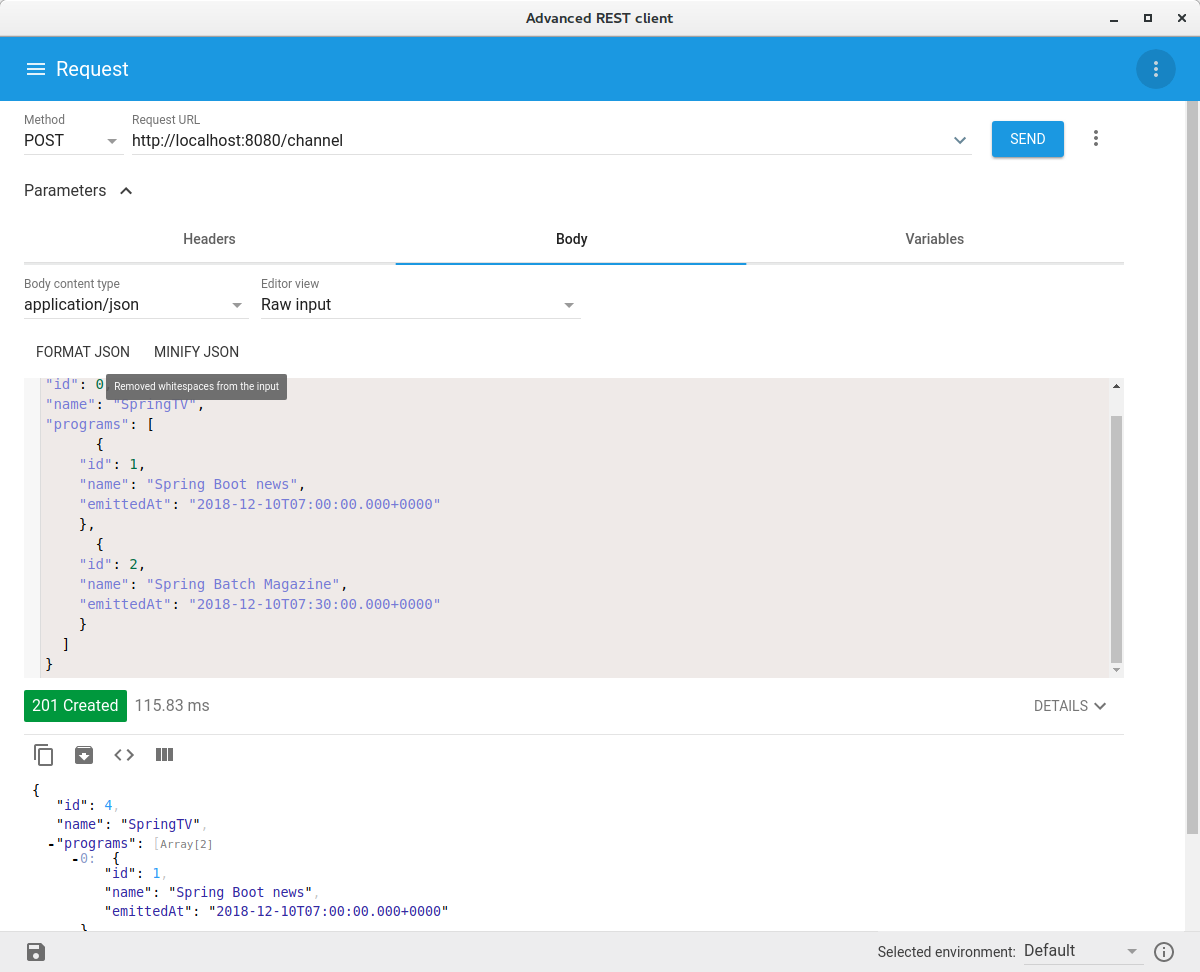 Advanced REST client
Request
Method
Request URL
POST
http://localhost:8080/channel
SEND
Parameters
Headers
Body
Variables
Body content type
Editor view
application/json
Raw input
FORMAT JSON
MINIFY JSON
Removed whitespaces from the input
"id": 0
"name": "SpringTV",
"programs": [
{
"id": 1,
"name": "Spring Boot news",
"emittedAt": "2018-12-10T07:00:00.000+0000"
},
{
"id": 2,
"name": "Spring Batch Magazine",
"emittedAt": "2018-12-10T07:30:00.000+0000"
}
]
}
201 Created
115.83 ms
DETAILS
{
"id": 4,
"name": "SpringTV",
-"programs": [Array[2]
-0: {
"id": 1,
"name": "Spring Boot news",
"emittedAt": "2018-12-10T07:00:00.000+0000"
}
Selected environment: Default